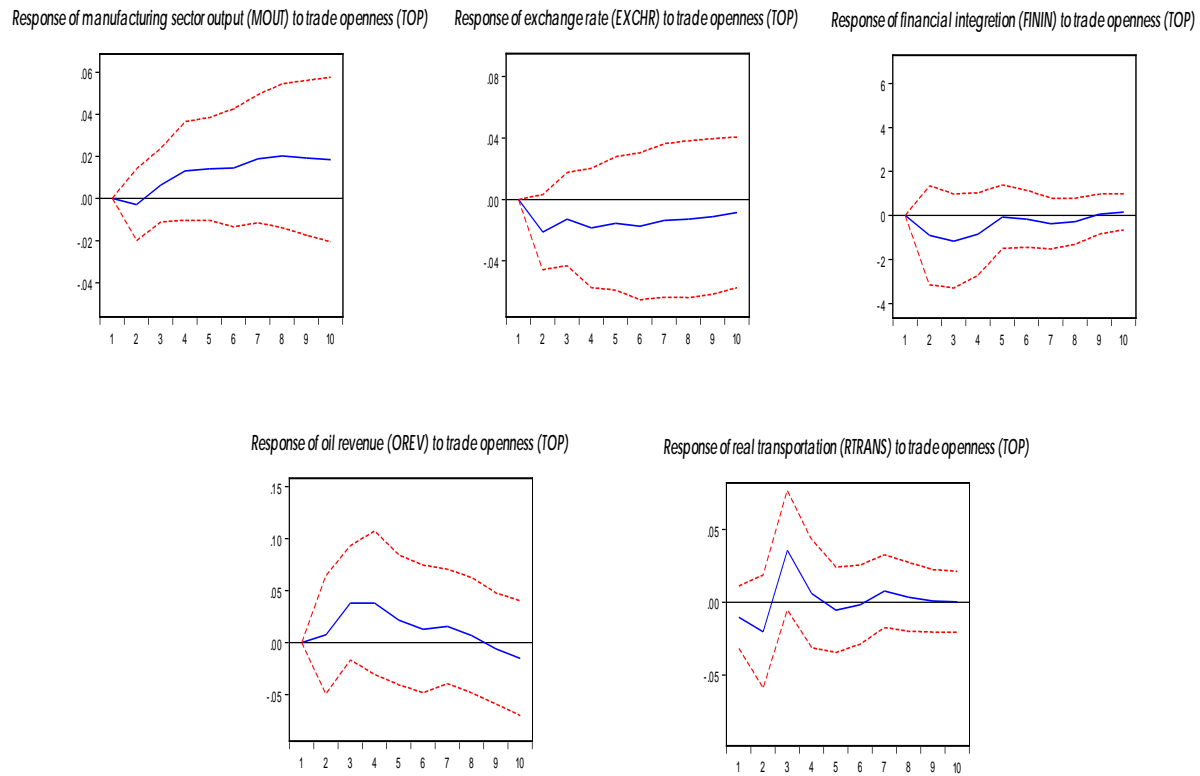 Response of manufacturing sector output (MOUT) to trade openness (TOP)
Response of exchange rate (EXCHR) to trade openness (TOP)
Response of financial integretion (FININ) to trade openness (TOP)
.06
.04
.02
.00
-.02
-.04
1 2 3 4 5 6 7 8 9 10
.08
.04
.00
-.04
1 2 3 4 5 6 7 8 9 10
6
4
2
0
-2
-4
1 2 3 4 5 6 7 8 9 10
Response of oil revenue (OREV) to trade openness (TOP)
Response of real transportation (RTRANS) to trade openness (TOP)
.15
.10
.05
.00
-.05
1 2 3 4 5 6 7 8 9 10
.05
.00
-.05
1 2 3 4 5 6 7 8 9 10